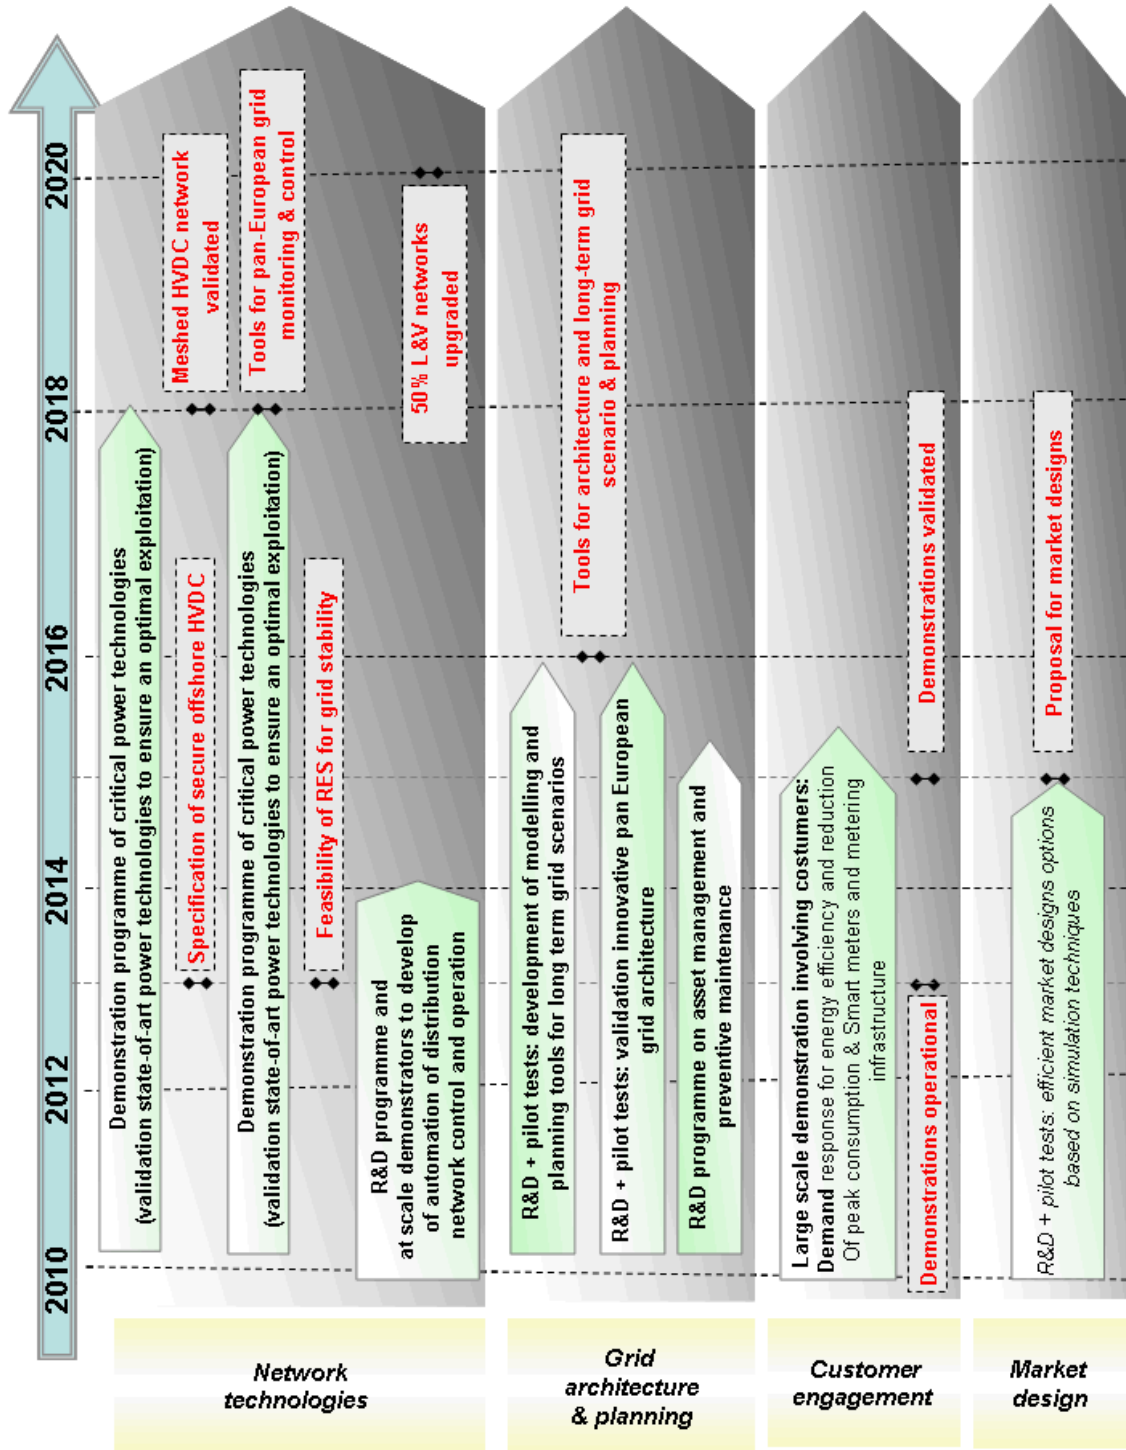 2010
2012
2014
2016
2018
2020
Network
technologies
Demonstration programme of critical power technologies
(validation state-of-art power technologies to ensure an optimal exploitation)
Specification of secure offshore HVDC
Meshed HVDC network
validated
Demonstration programme of critical power technologies
(validation state-of-art power technologies to ensure an optimal exploitation)
Tools for pan-European grid
monitoring & control
Feasibility of RES for grid stability
R&D programme and
at scale demonstrators to develop
of automation of distribution
network control and operation
50% L&V networks
upgraded
Grid
architecture
& planning
R&D + pilot tests: development of modelling and
planning tools for long term grid scenarios
Tools for architecture and long-term grid
scenario & planning
R&D + pilot tests: validation innovative pan European
grid architecture
R&D programme on asset management and
preventive maintenance
Customer
engagement
Large scale demonstration involving costumers:
Demand response for energy efficiency and reduction
Of peak consumption & Smart meters and metering
infrastructure
Demonstrations operational
Demonstrations validated
Market
design
R&D + pilot tests: efficient market designs options
based on simulation techniques
Proposal for market designs